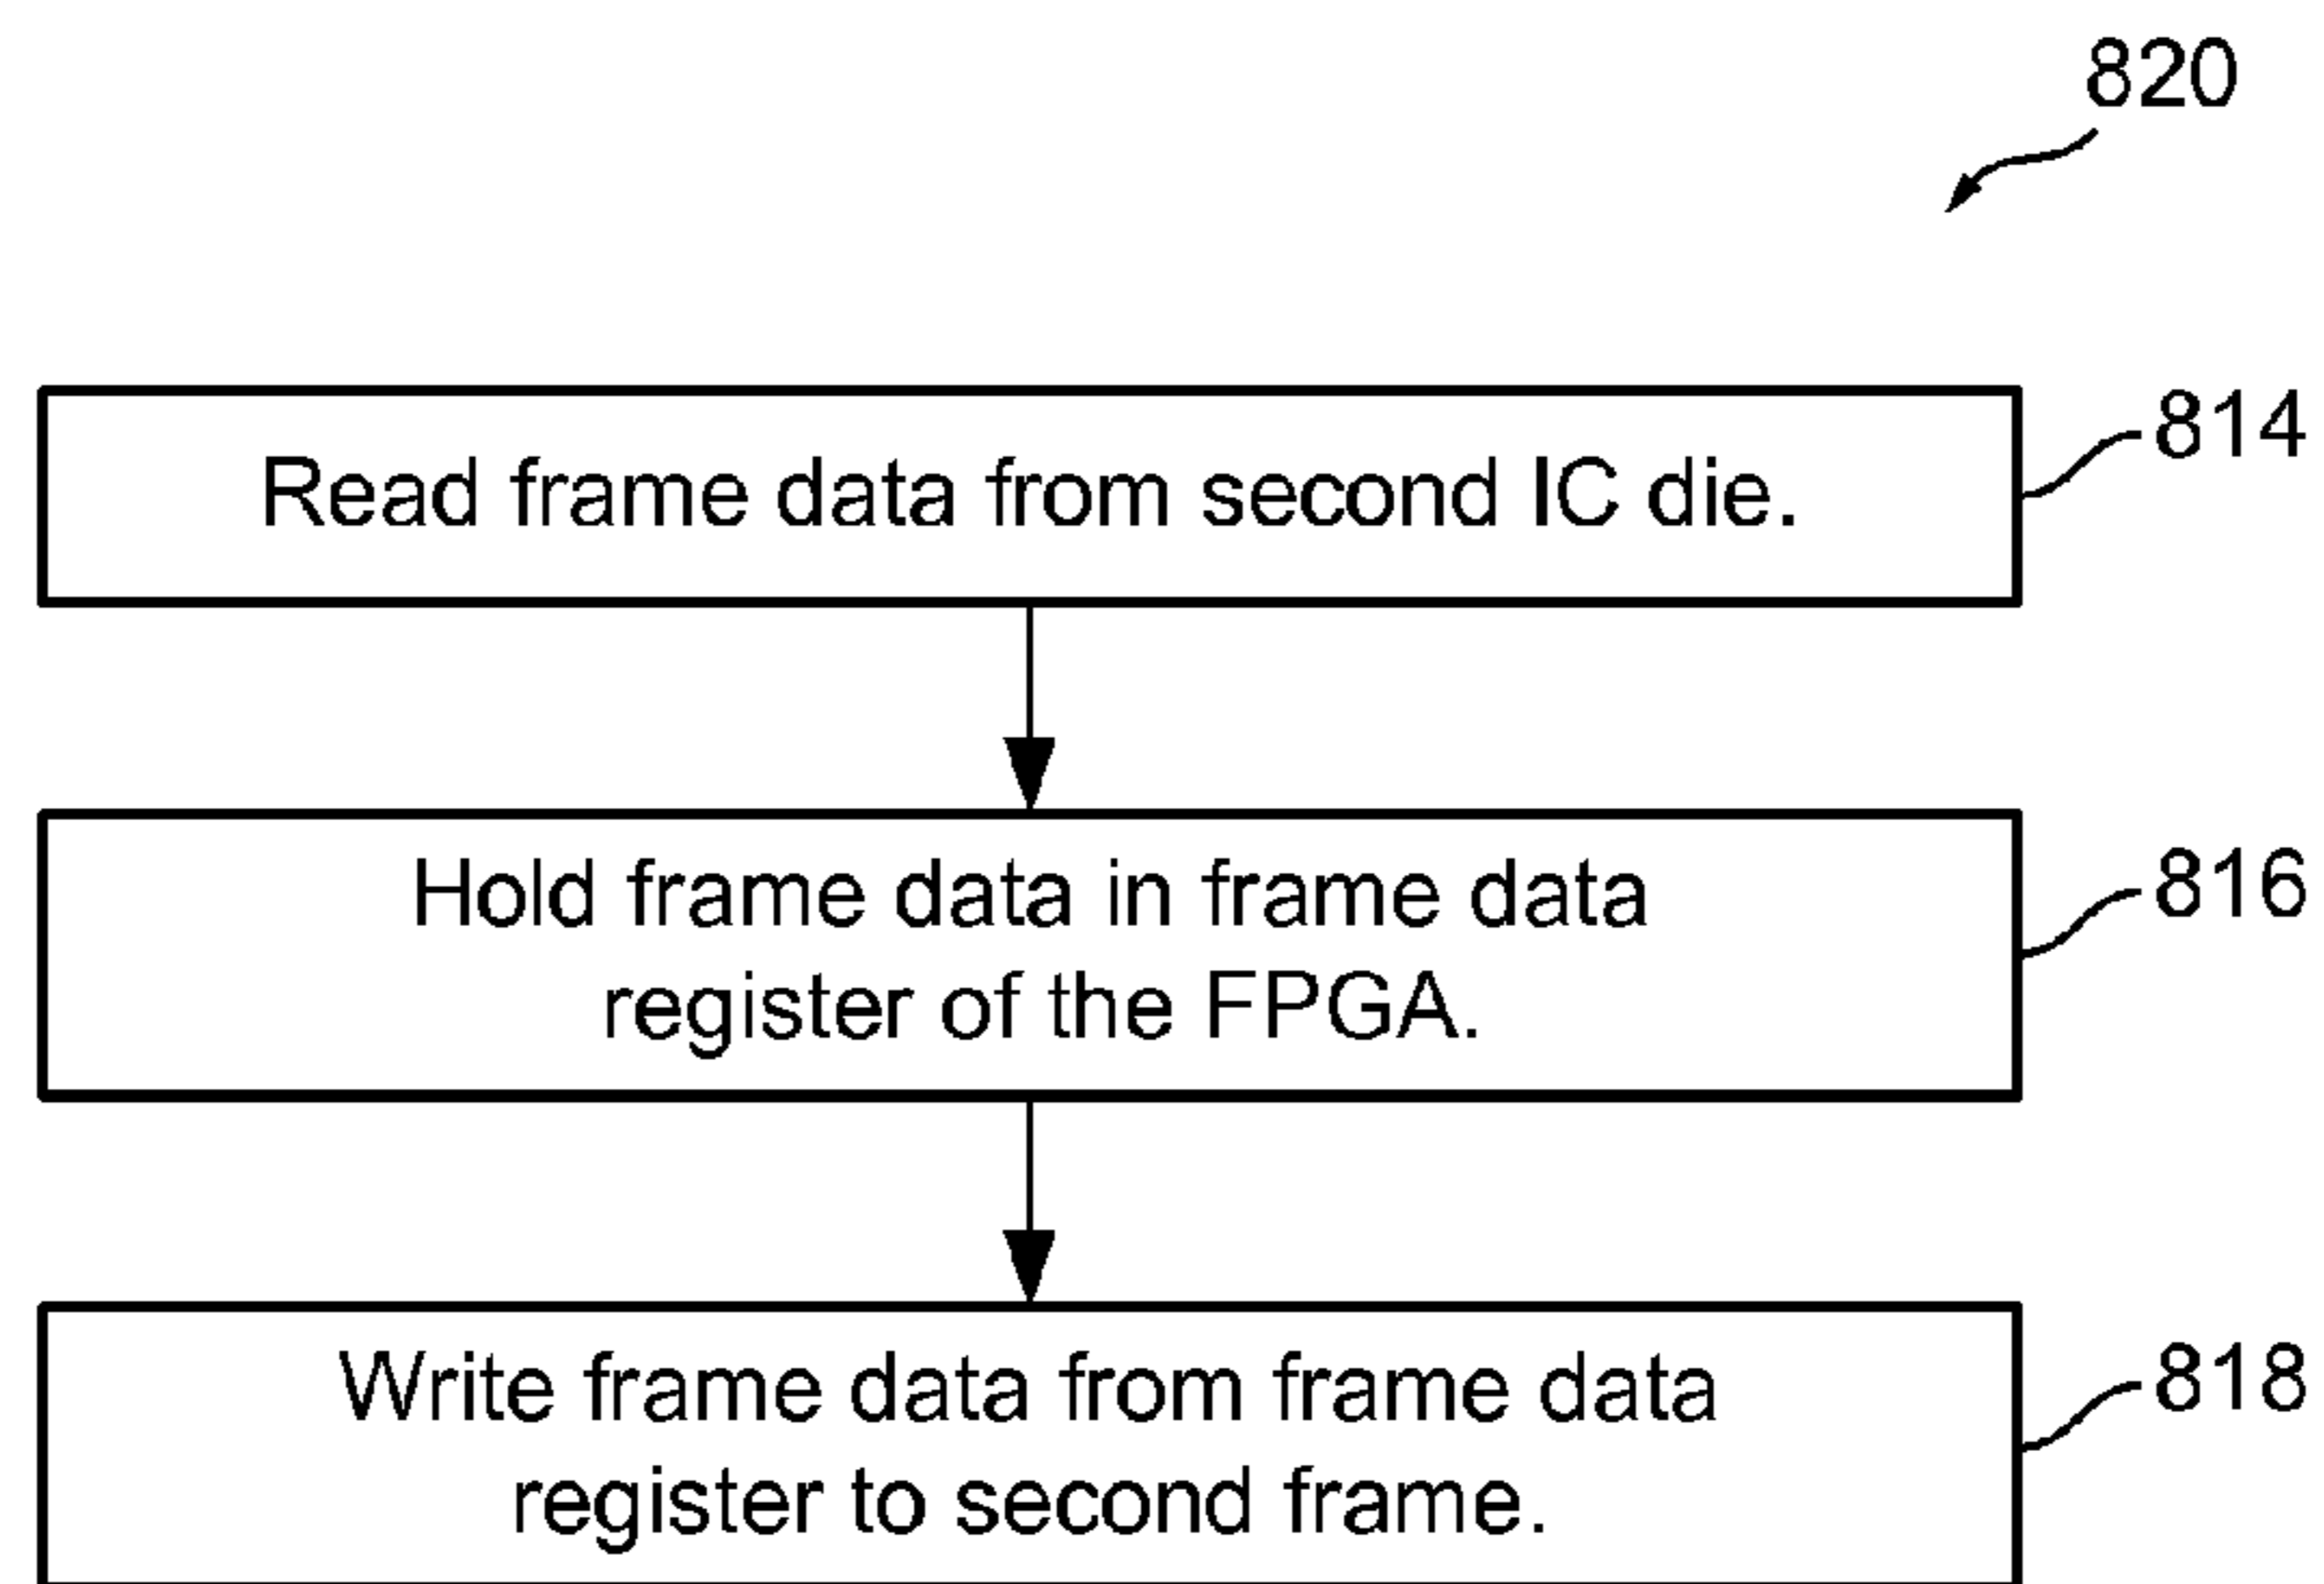 820
Read frame data from second IC die.
814
Hold frame data in frame data
register of the FPGA.
816
Write frame data from frame data
register to second frame.
818